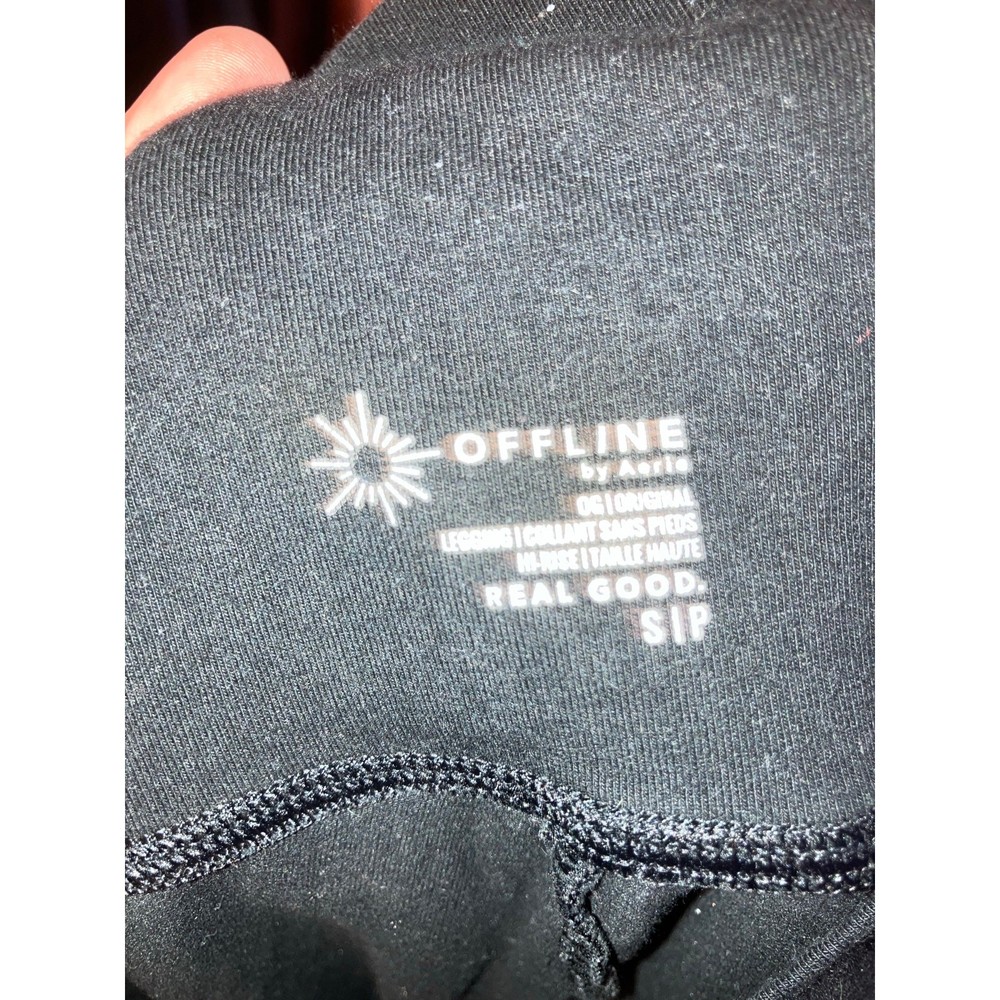 OFFLINE
by Aerie
OG | ORIGINAL
LEGGING | COLLANT SANS PIEDS
HI-RISE | TAILLE HAUTE
REAL GOOD.
S | P